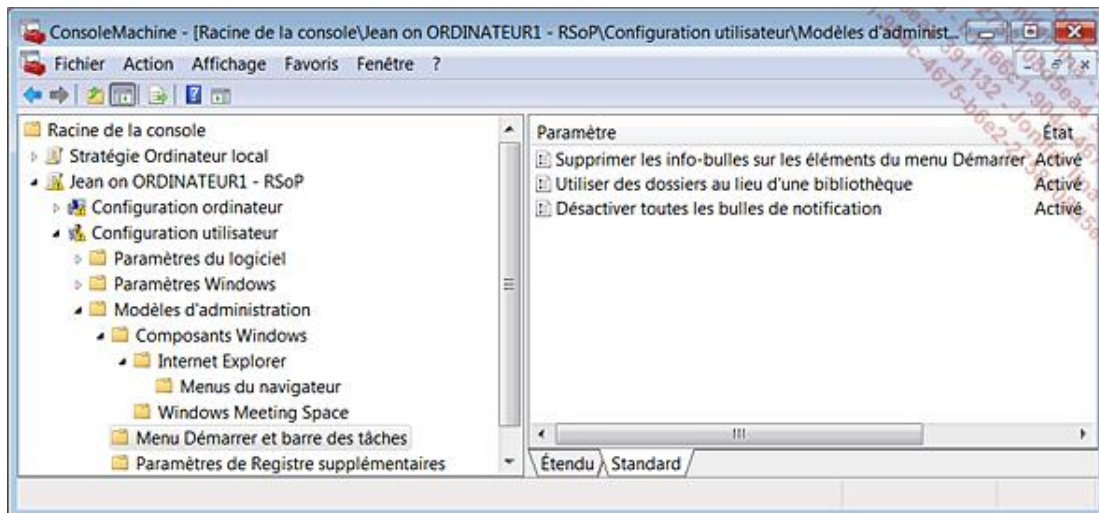 ConsoleMachine - [Racine de la console\Jean on ORDINATEUR1 - RSoP\Configuration utilisateur\Modèles d'administ...
Fichier Action Affichage Favoris Fenêtre ?
Racine de la console
Stratégie Ordinateur local
Jean on ORDINATEUR1 - RSoP
Configuration ordinateur
Configuration utilisateur
Paramètres du logiciel
Paramètres Windows
Modèles d'administration
Composants Windows
Internet Explorer
Menus du navigateur
Windows Meeting Space
Menu Démarrer et barre des tâches
Paramètres de Registre supplémentaires
Paramètre État
Supprimer les info-bulles sur les éléments du menu Démarrer Activé
Utiliser des dossiers au lieu d'une bibliothèque Activé
Désactiver toutes les bulles de notification Activé
Étendu Standard